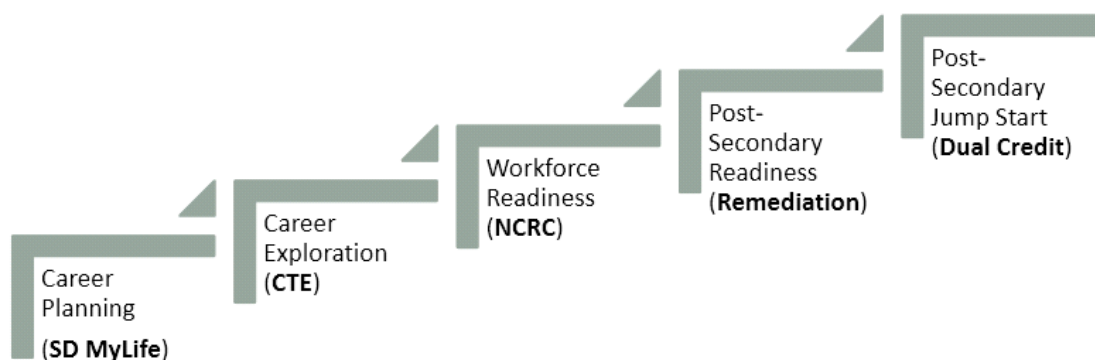 Career
Planning
(SD MyLife)
Career
Exploration
(CTE)
Workforce
Readiness
(NCRC)
Post-
Secondary
Readiness
(Remediation)
Post-
Secondary
Jump Start
(Dual Credit)